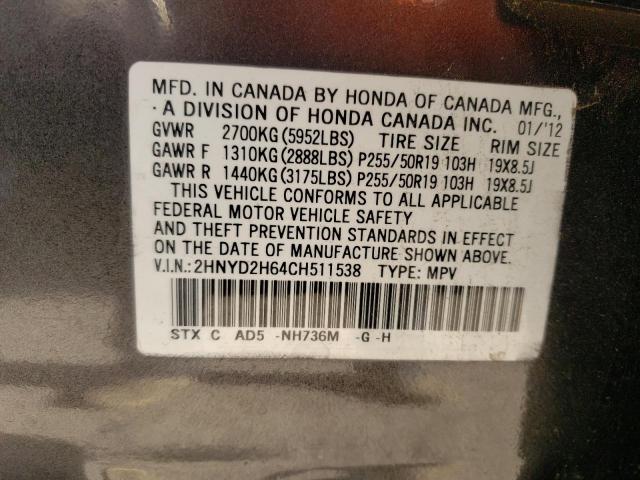 MFD. IN CANADA BY HONDA OF CANADA MFG.,
A DIVISION OF HONDA CANADA INC. 01/'12
GVWR 2700KG(5952LBS) TIRE SIZE RIM SIZE
GAWR F 1310KG(2888LBS) P255/50R19 103H 19X8.5J
GAWR R 1440KG(3175LBS) P255/50R19 103H 19X8.5J
THIS VEHICLE CONFORMS TO ALL APPLICABLE
FEDERAL MOTOR VEHICLE SAFETY
AND THEFT PREVENTION STANDARDS IN EFFECT
ON THE DATE OF MANUFACTURE SHOWN ABOVE.
V.I.N.:2HNYD2H64CH511538 TYPE: MPV
STX C AD5 -NH736M -G -H